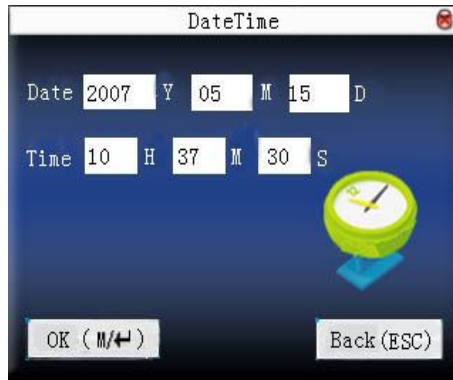 DateTime
Date 2007 Y 05 M 15 D
Time 10 H 37 M 30 S
OK (M/↵) Back(ESC)